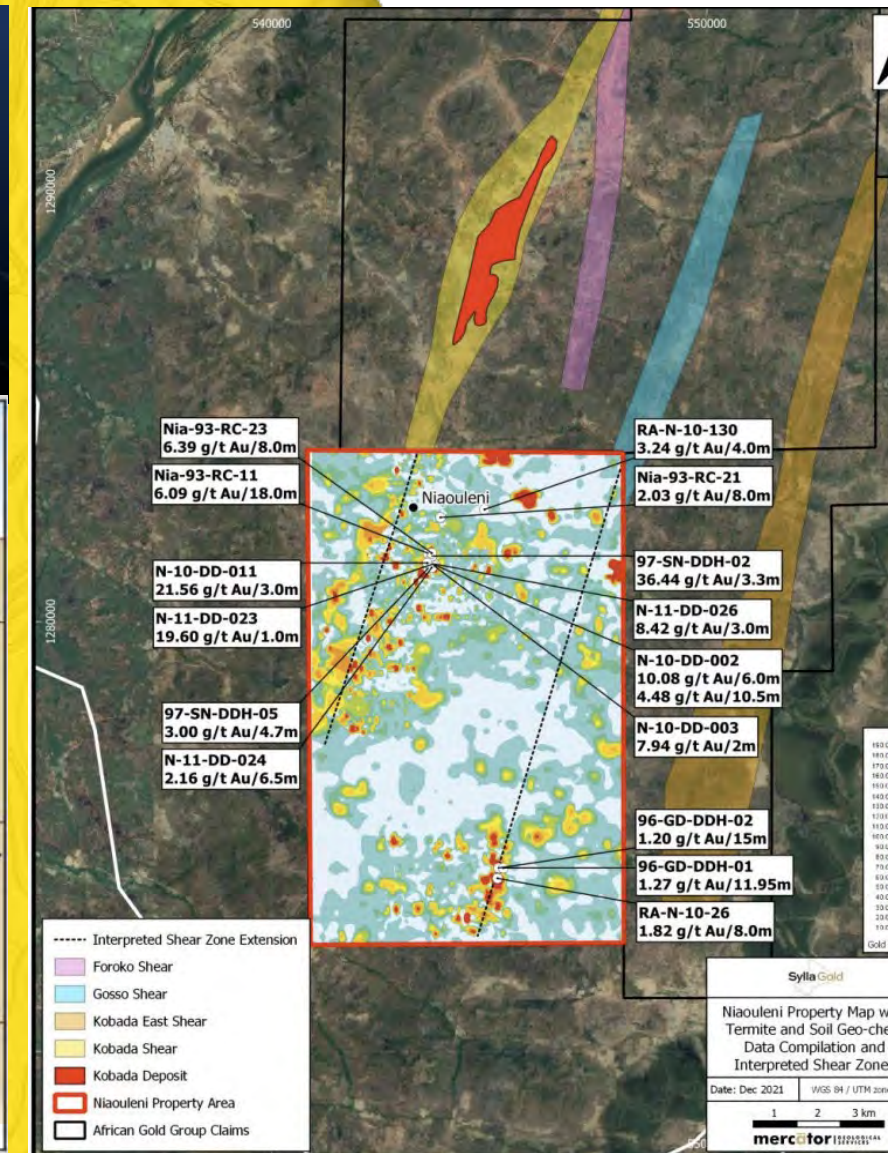 540000
550000
1290000
Nia-93-RC-23
6.39 g/t Au/8.0m
Nia-93-RC-11
6.09 g/t Au/18.0m
RA-N-10-130
3.24 g/t Au/4.0m
Nia-93-RC-21
2.03 g/t Au/8.0m
Niaouleni
N-10-DD-011
21.56 g/t Au/3.0m
N-11-DD-023
19.60 g/t Au/1.0m
97-SN-DDH-02
36.44 g/t Au/3.3m
N-11-DD-026
8.42 g/t Au/3.0m
1280000
N-10-DD-002
10.08 g/t Au/6.0m
4.48 g/t Au/10.5m
97-SN-DDH-05
3.00 g/t Au/4.7m
N-11-DD-024
2.16 g/t Au/6.5m
N-10-DD-003
7.94 g/t Au/2m
96-GD-DDH-02
1.20 g/t Au/15m
96-GD-DDH-01
1.27 g/t Au/11.95m
RA-N-10-26
1.82 g/t Au/8.0m
Gold
Interpreted Shear Zone Extension
Foroko Shear
Gosso Shear
Kobada East Shear
Kobada Shear
Kobada Deposit
Niaouleni Property Area
African Gold Group Claims
SyllaGold
Niaouleni Property Map w
Termite and Soil Geo-che
Data Compilation and
Interpreted Shear Zone
Date: Dec 2021
WGS 84 / UTM zon
1 2 3 km
mercator GEOLOGICAL SERVICES